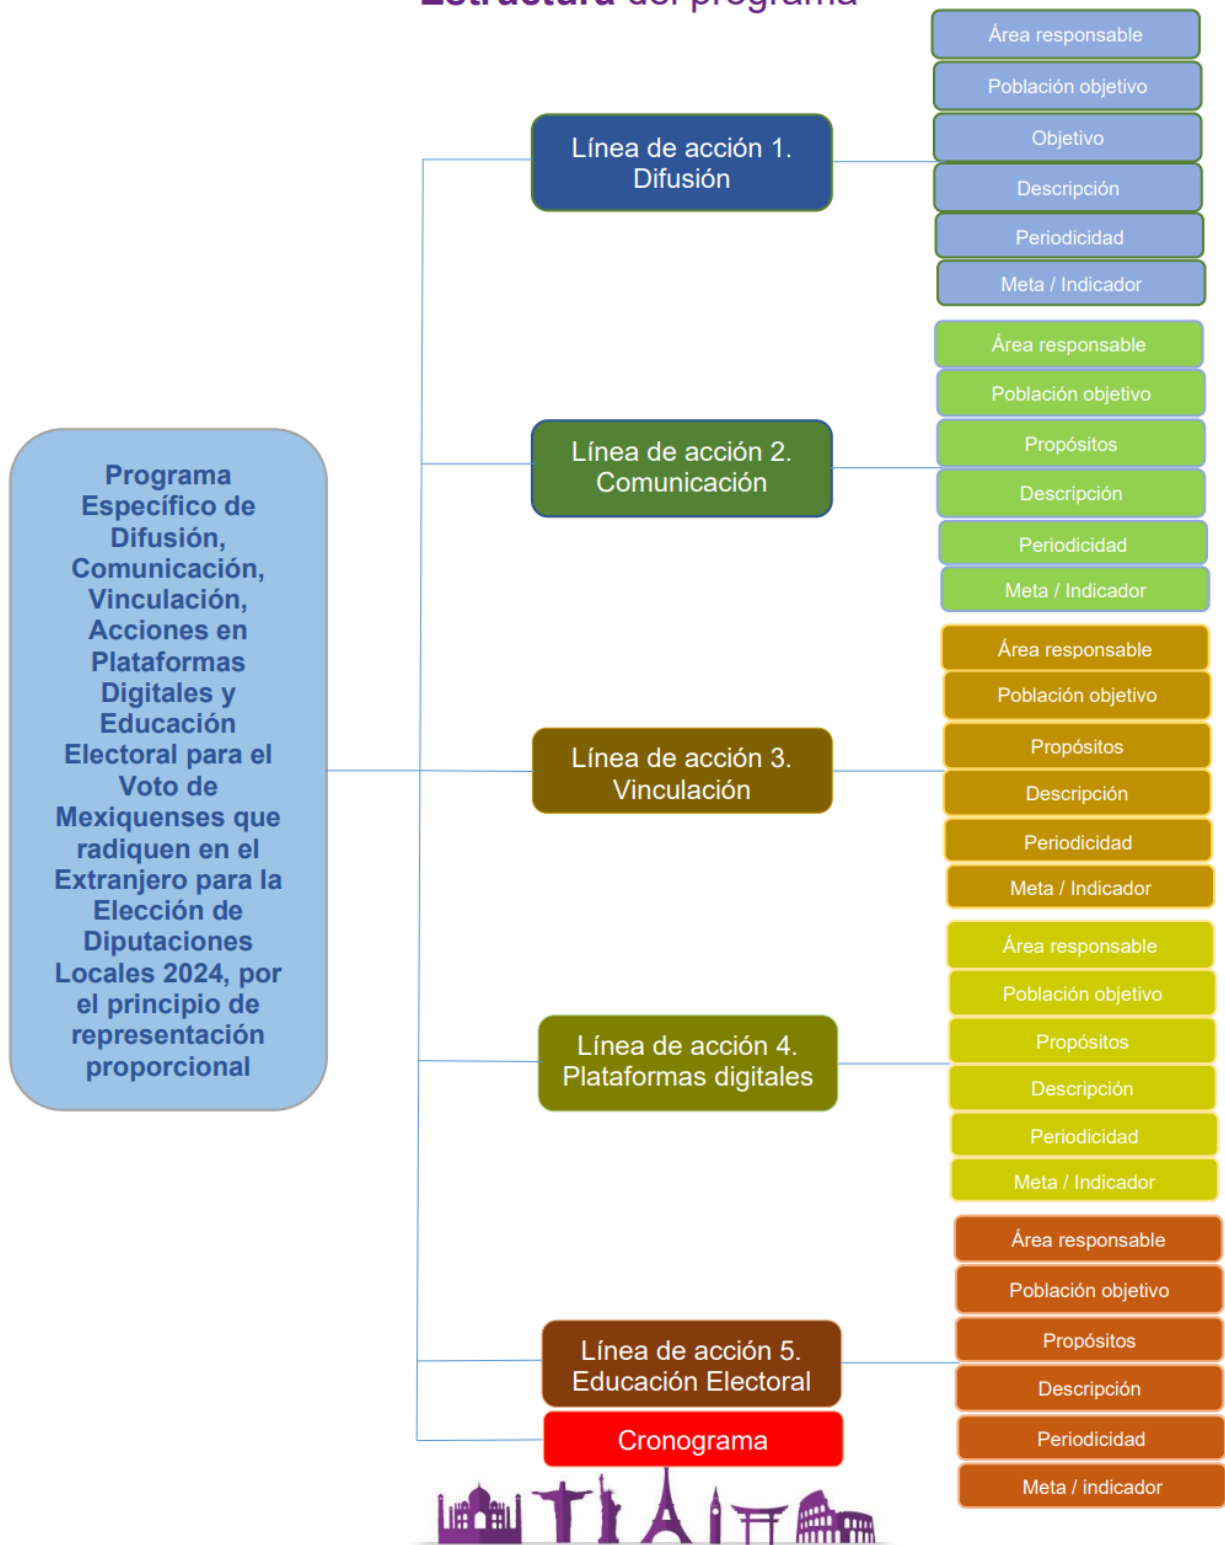 Estructura del programa
Programa
Específico de
Difusión,
Comunicación,
Vinculación,
Acciones en
Plataformas
Digitales y
Educación
Electoral para el
Voto de
Mexiquenses que
radiquen en el
Extranjero para la
Elección de
Diputaciones
Locales 2024, por
el principio de
representación
proporcional
Línea de acción 1.
Difusión
Área responsable
Población objetivo
Objetivo
Descripción
Periodicidad
Meta / Indicador
Línea de acción 2.
Comunicación
Área responsable
Población objetivo
Propósitos
Descripción
Periodicidad
Meta / Indicador
Línea de acción 3.
Vinculación
Área responsable
Población objetivo
Propósitos
Descripción
Periodicidad
Meta / Indicador
Línea de acción 4.
Plataformas digitales
Área responsable
Población objetivo
Propósitos
Descripción
Periodicidad
Meta / Indicador
Línea de acción 5.
Educación Electoral
Área responsable
Población objetivo
Propósitos
Descripción
Periodicidad
Meta / indicador
Cronograma